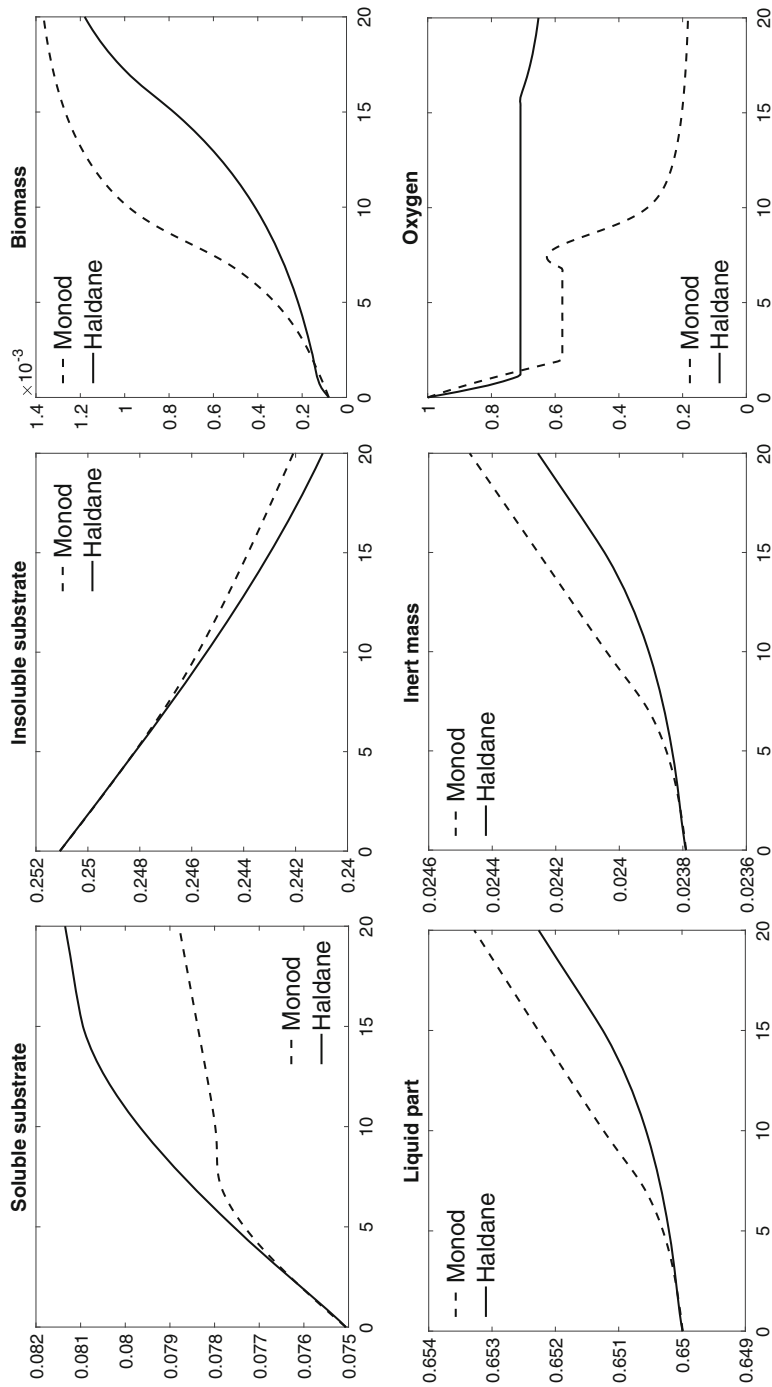 Soluble substrate
0.082
0.081
0.08
0.079
0.078
0.077
0.076
0.075
Monod
Haldane
0 5 10 15 20
Insoluble substrate
0.252
0.25
0.248
0.246
0.244
0.242
0.24
Monod
Haldane
0 5 10 15 20
Biomass
×10⁻³
1.4
1.2
1
0.8
0.6
0.4
0.2
0
Monod
Haldane
0 5 10 15 20
Liquid part
0.654
0.653
0.652
0.651
0.65
0.649
Monod
Haldane
0 5 10 15 20
Inert mass
0.0246
0.0244
0.0242
0.024
0.0238
0.0236
Monod
Haldane
0 5 10 15 20
Oxygen
1
0.8
0.6
0.4
0.2
0
Monod
Haldane
0 5 10 15 20